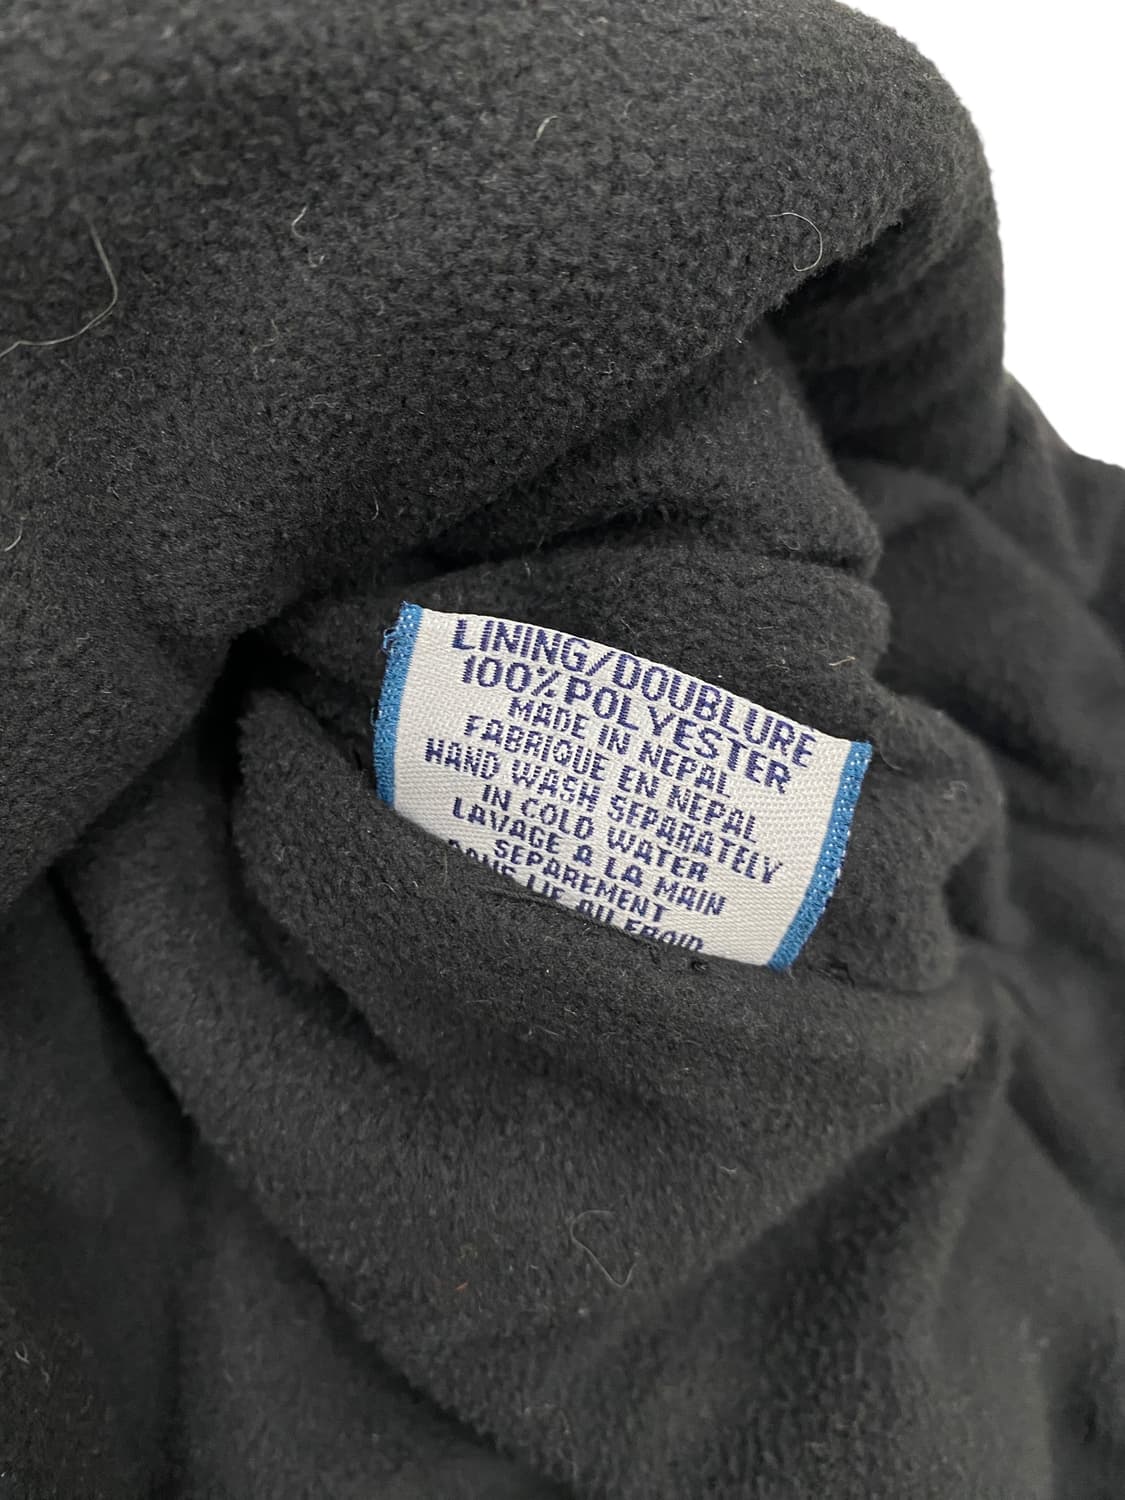 LINING/DOUBLURE
100%POLYESTER
MADE IN NEPAL
FABRIQUE EN NEPAL
HAND WASH SEPARATELY
IN COLD WATER
LAVAGE A LA MAIN
SEPAREMENT
FROID